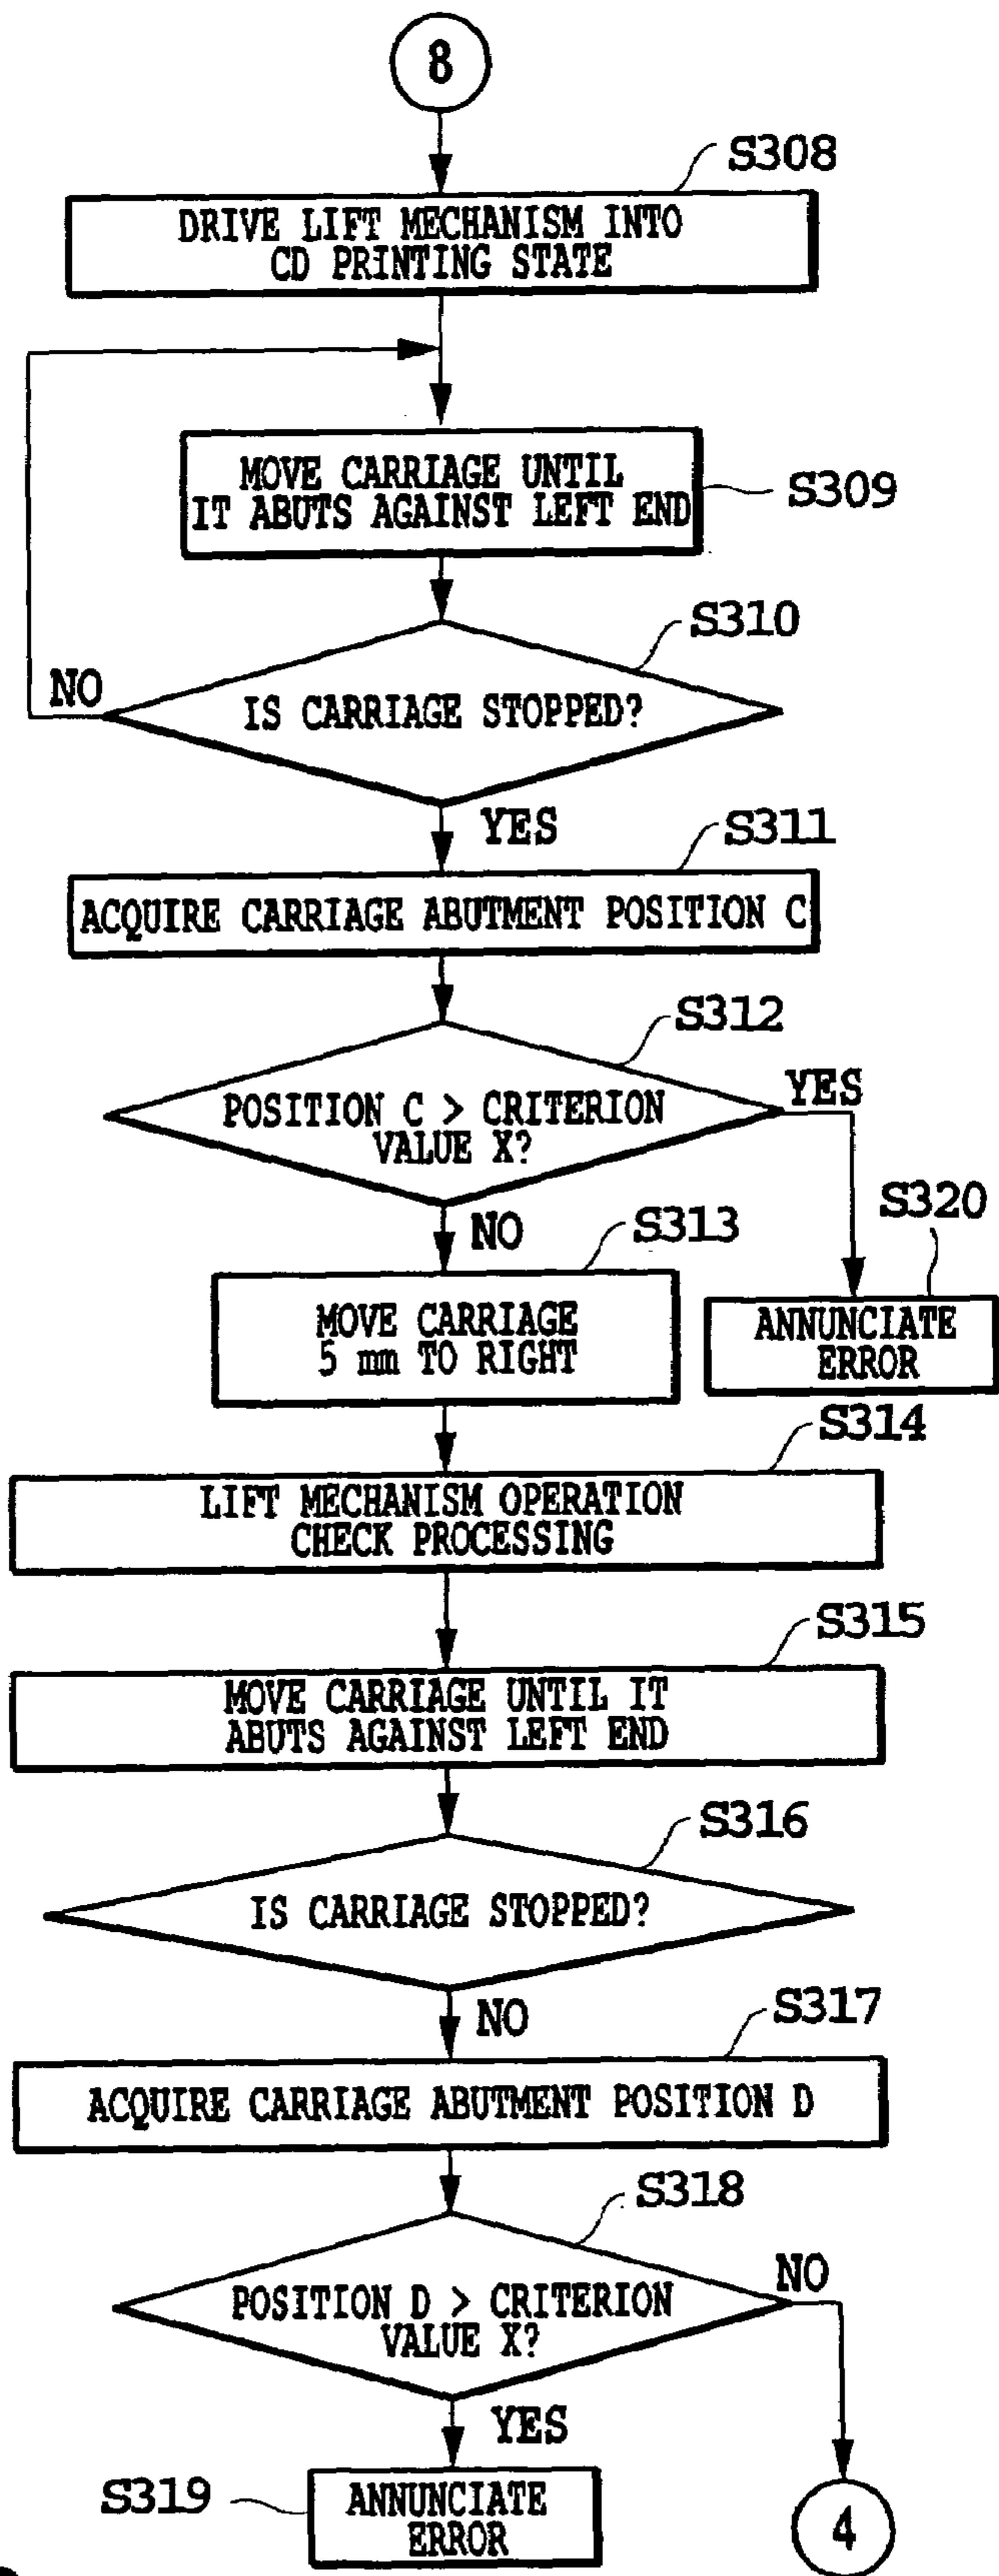 8
S308
DRIVE LIFT MECHANISM INTO
CD PRINTING STATE
MOVE CARRIAGE UNTIL
IT ABUTS AGAINST LEFT END
S309
S310
NO
IS CARRIAGE STOPPED?
YES
S311
ACQUIRE CARRIAGE ABUTMENT POSITION C
S312
POSITION C > CRITERION
VALUE X?
YES
S320
NO
S313
MOVE CARRIAGE
5 mm TO RIGHT
ANNUNCIATE
ERROR
S314
LIFT MECHANISM OPERATION
CHECK PROCESSING
S315
MOVE CARRIAGE UNTIL IT
ABUTS AGAINST LEFT END
S316
IS CARRIAGE STOPPED?
NO
S317
ACQUIRE CARRIAGE ABUTMENT POSITION D
S318
POSITION D > CRITERION
VALUE X?
NO
YES
S319
ANNUNCIATE
ERROR
4